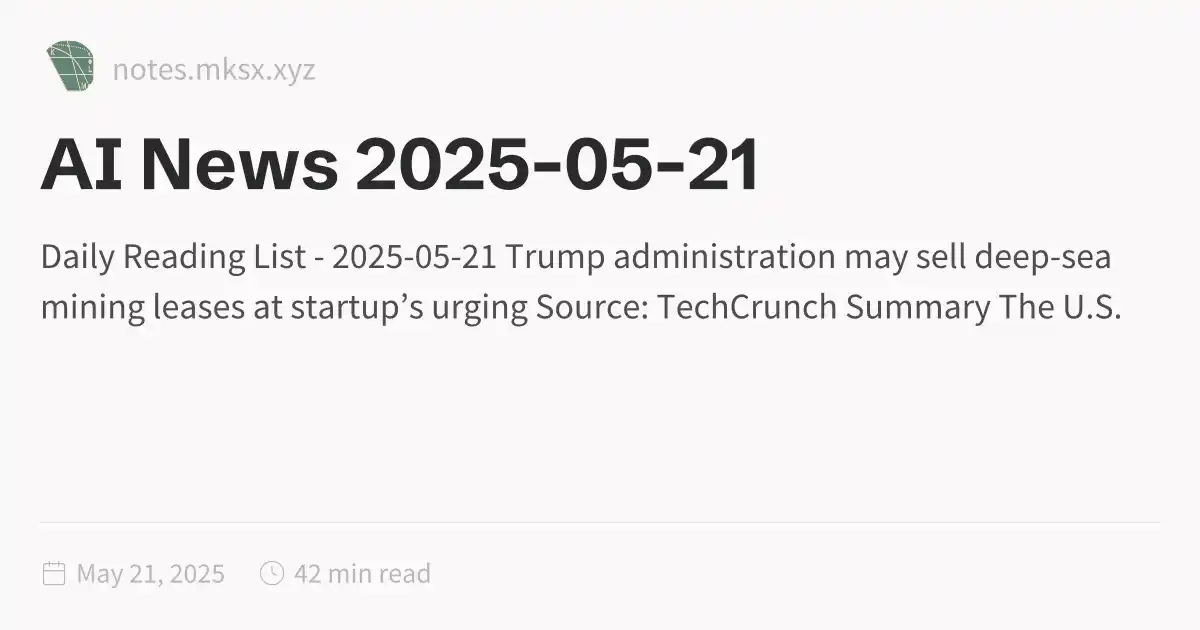 notes.mksx.xyz
AI News 2025-05-21
Daily Reading List - 2025-05-21 Trump administration may sell deep-sea
mining leases at startup’s urging Source: TechCrunch Summary The U.S.
May 21, 2025 42 min read